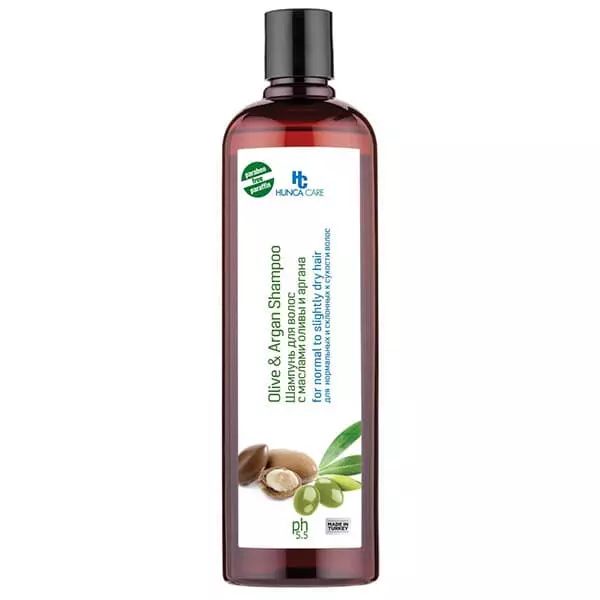 paraben
free
paraffin
HC
HUNCA CARE
Olive & Argan Shampoo
Шампунь для волос
с маслами оливы и аргана
for normal to slightly dry hair
для нормальных и склонных к сухости волос
ph
5.5
MADE IN
TURKEY